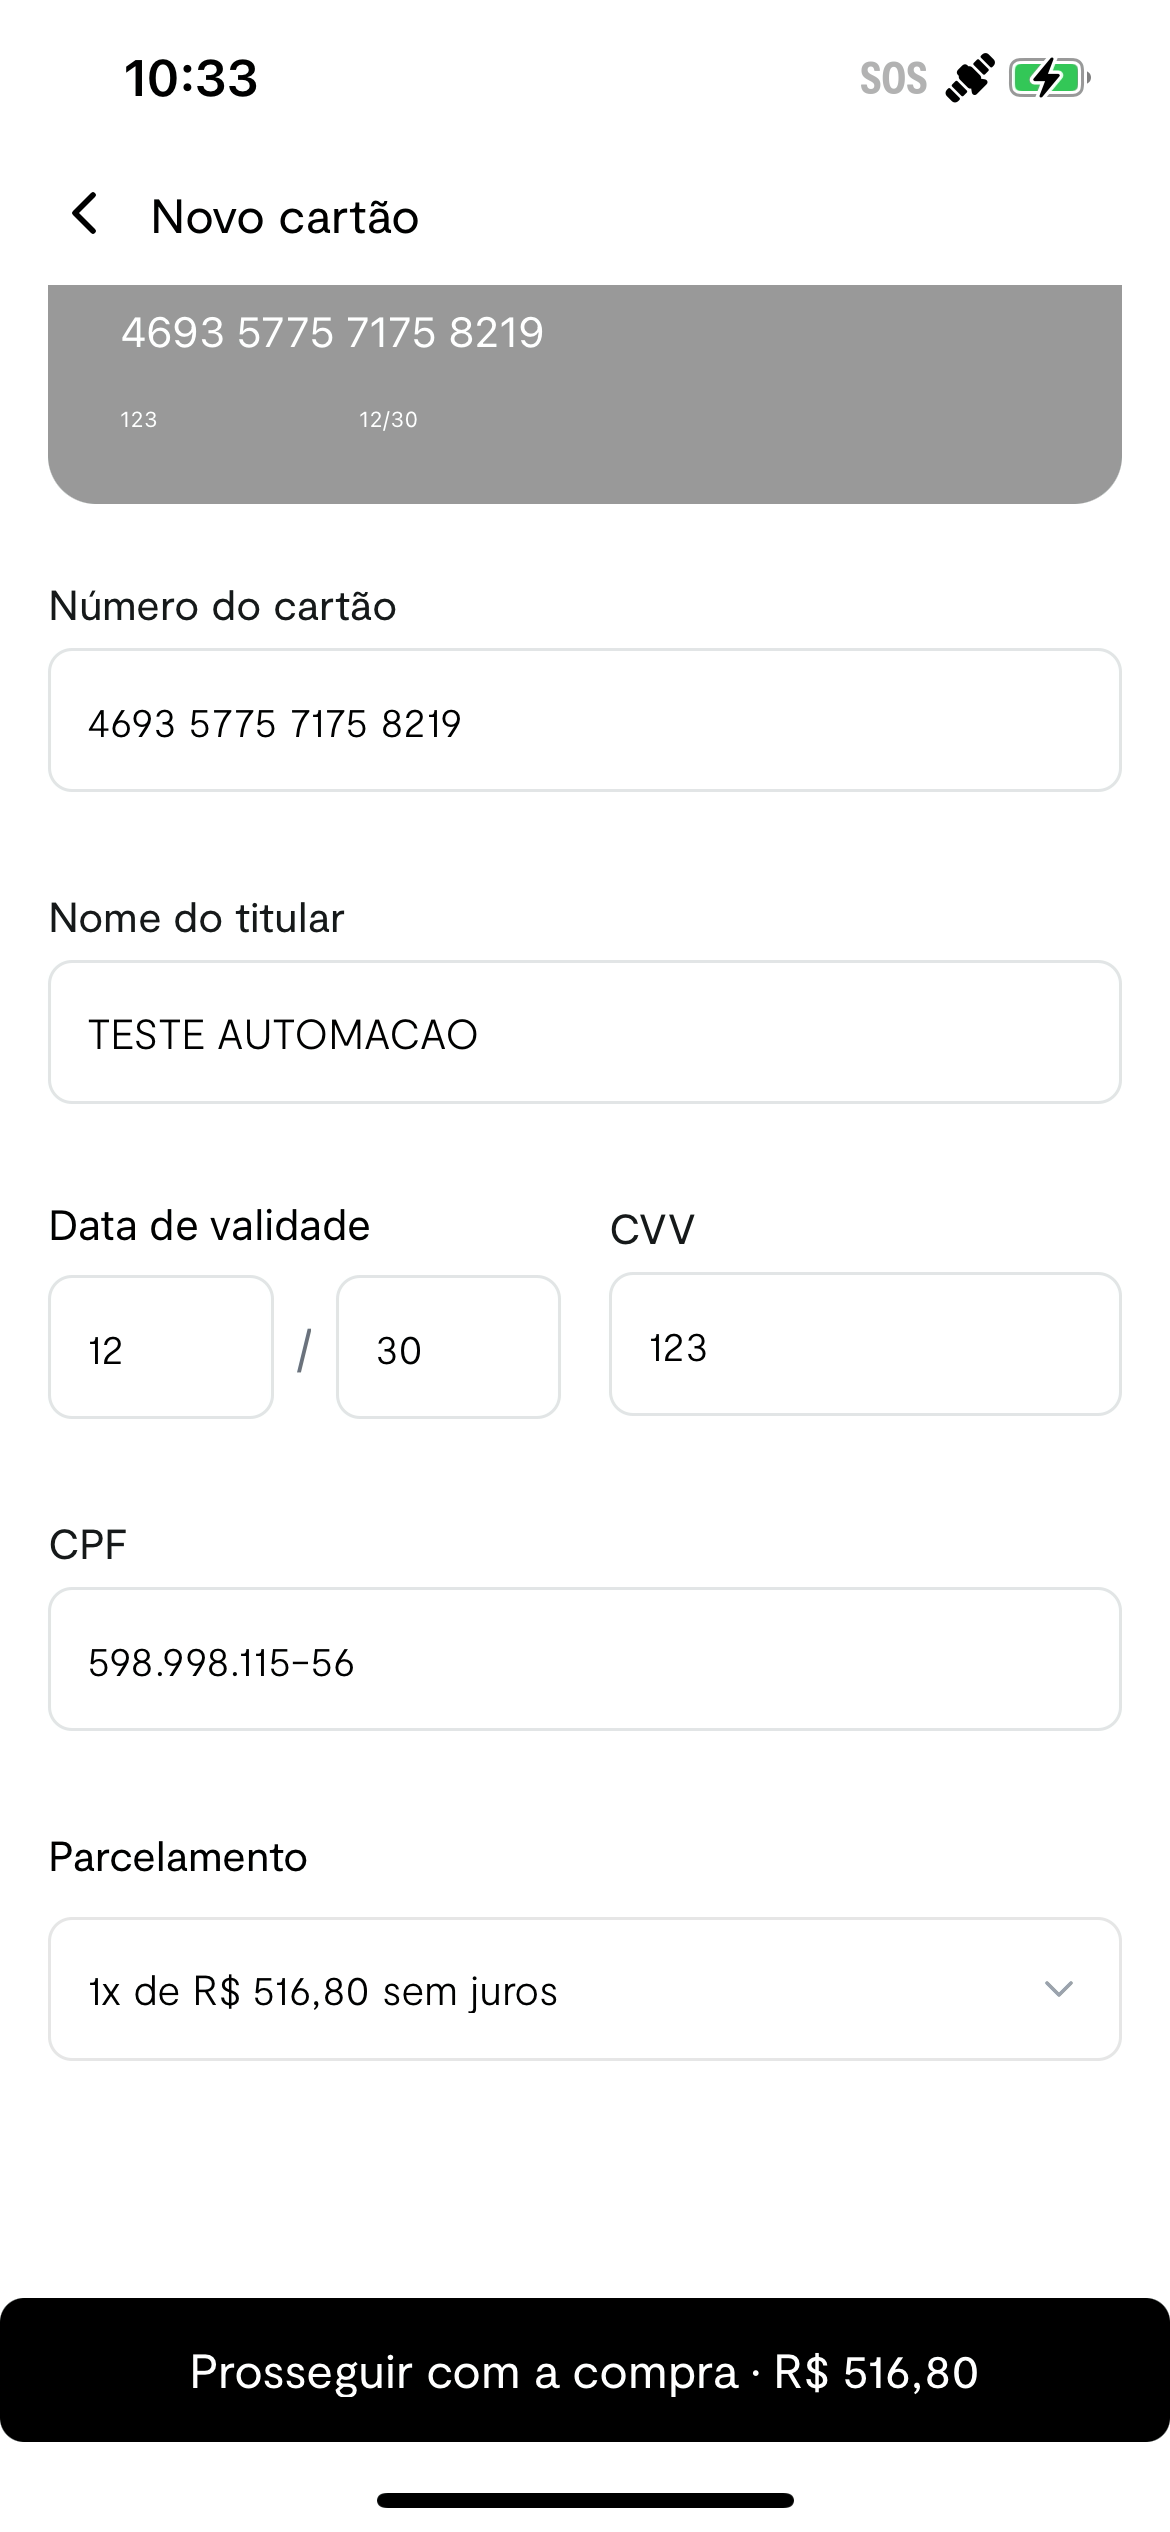 10:33
SOS
Novo cartão
4693 5775 7175 8219
123 12/30
Número do cartão
4693 5775 7175 8219
Nome do titular
TESTE AUTOMACAO
Data de validade CVV
12 / 30 123
CPF
598.998.115-56
Parcelamento
1x de R$ 516,80 sem juros
Prosseguir com a compra · R$ 516,80